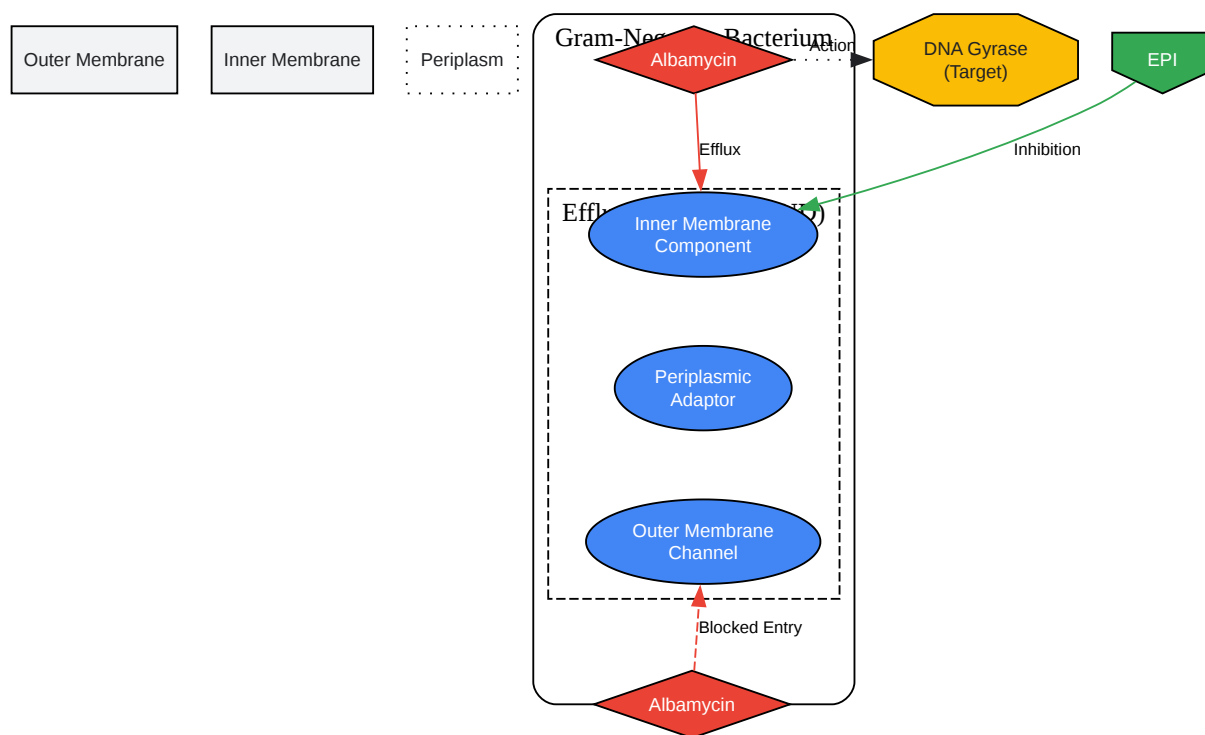 Outer Membrane
Inner Membrane
Periplasm
Bacterium
Albamycin
Action
DNA Gyrase
(Target)
EPI
Efflux
Inhibition
Inner Membrane
Component
Periplasmic
Adaptor
Outer Membrane
Channel
Blocked Entry
Albamycin